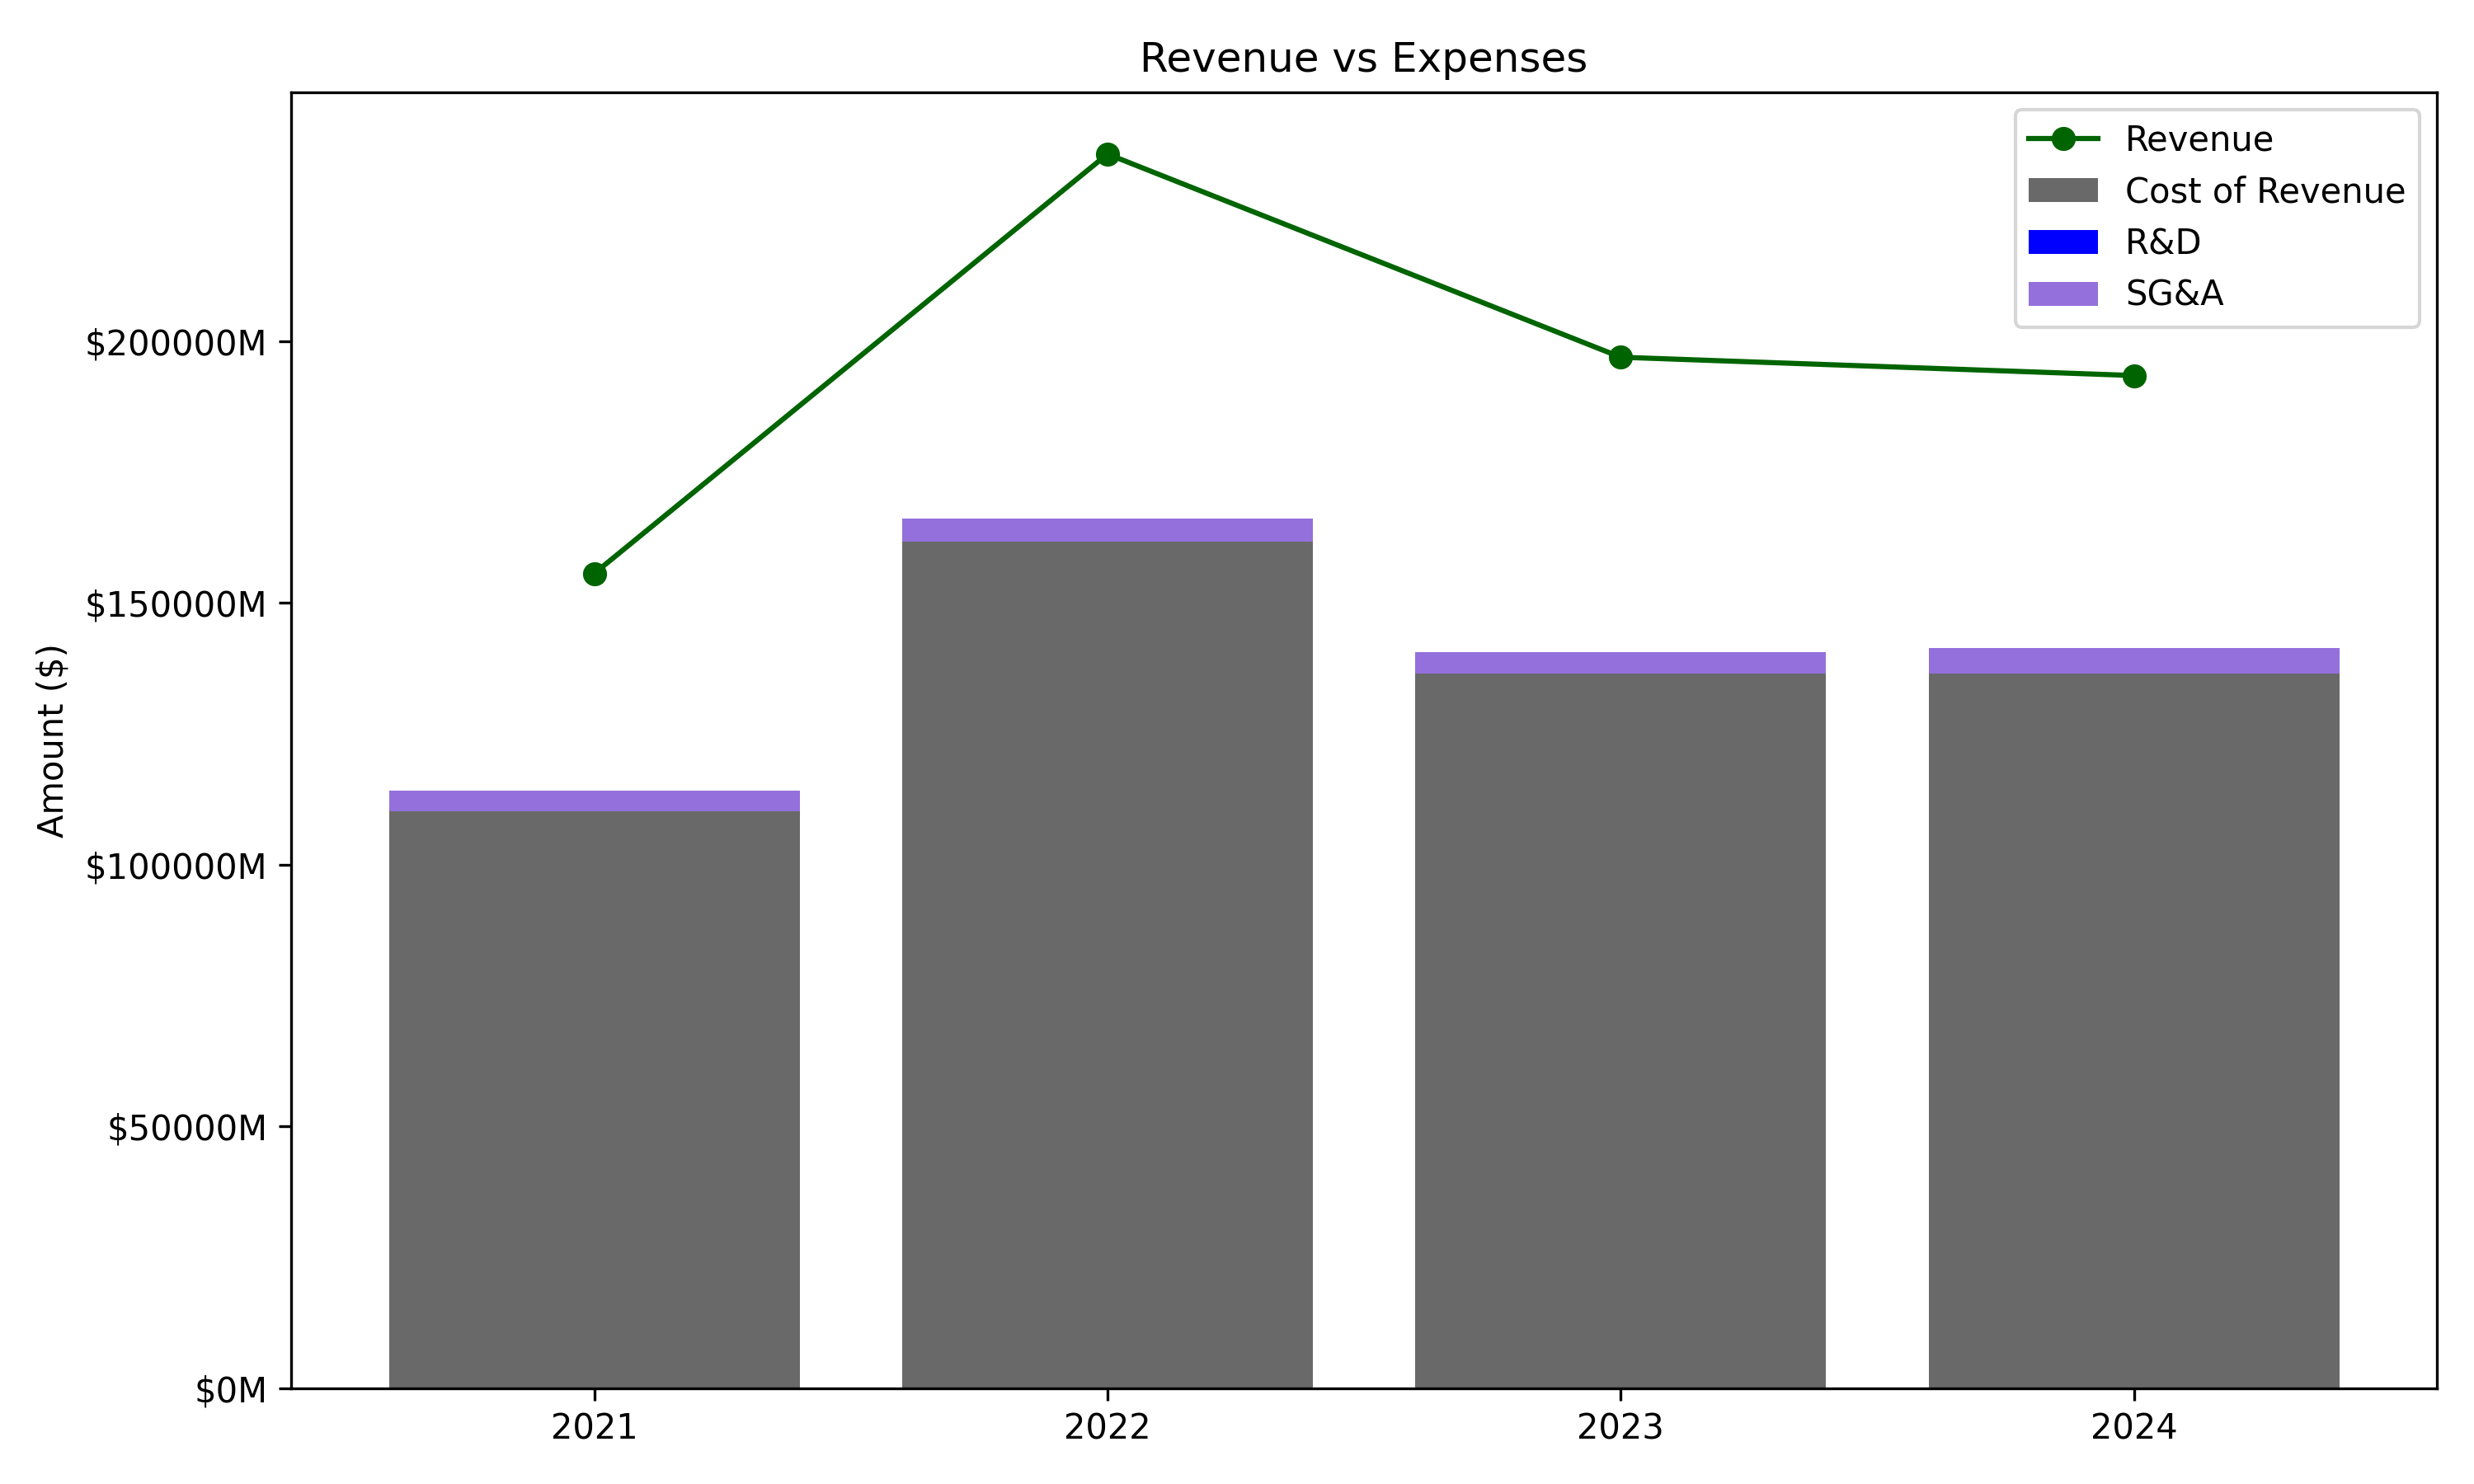 Revenue vs Expenses
Revenue
Cost of Revenue
R&D
SG&A
Amount ($)
$200000M
$150000M
$100000M
$50000M
$0M
2021
2022
2023
2024